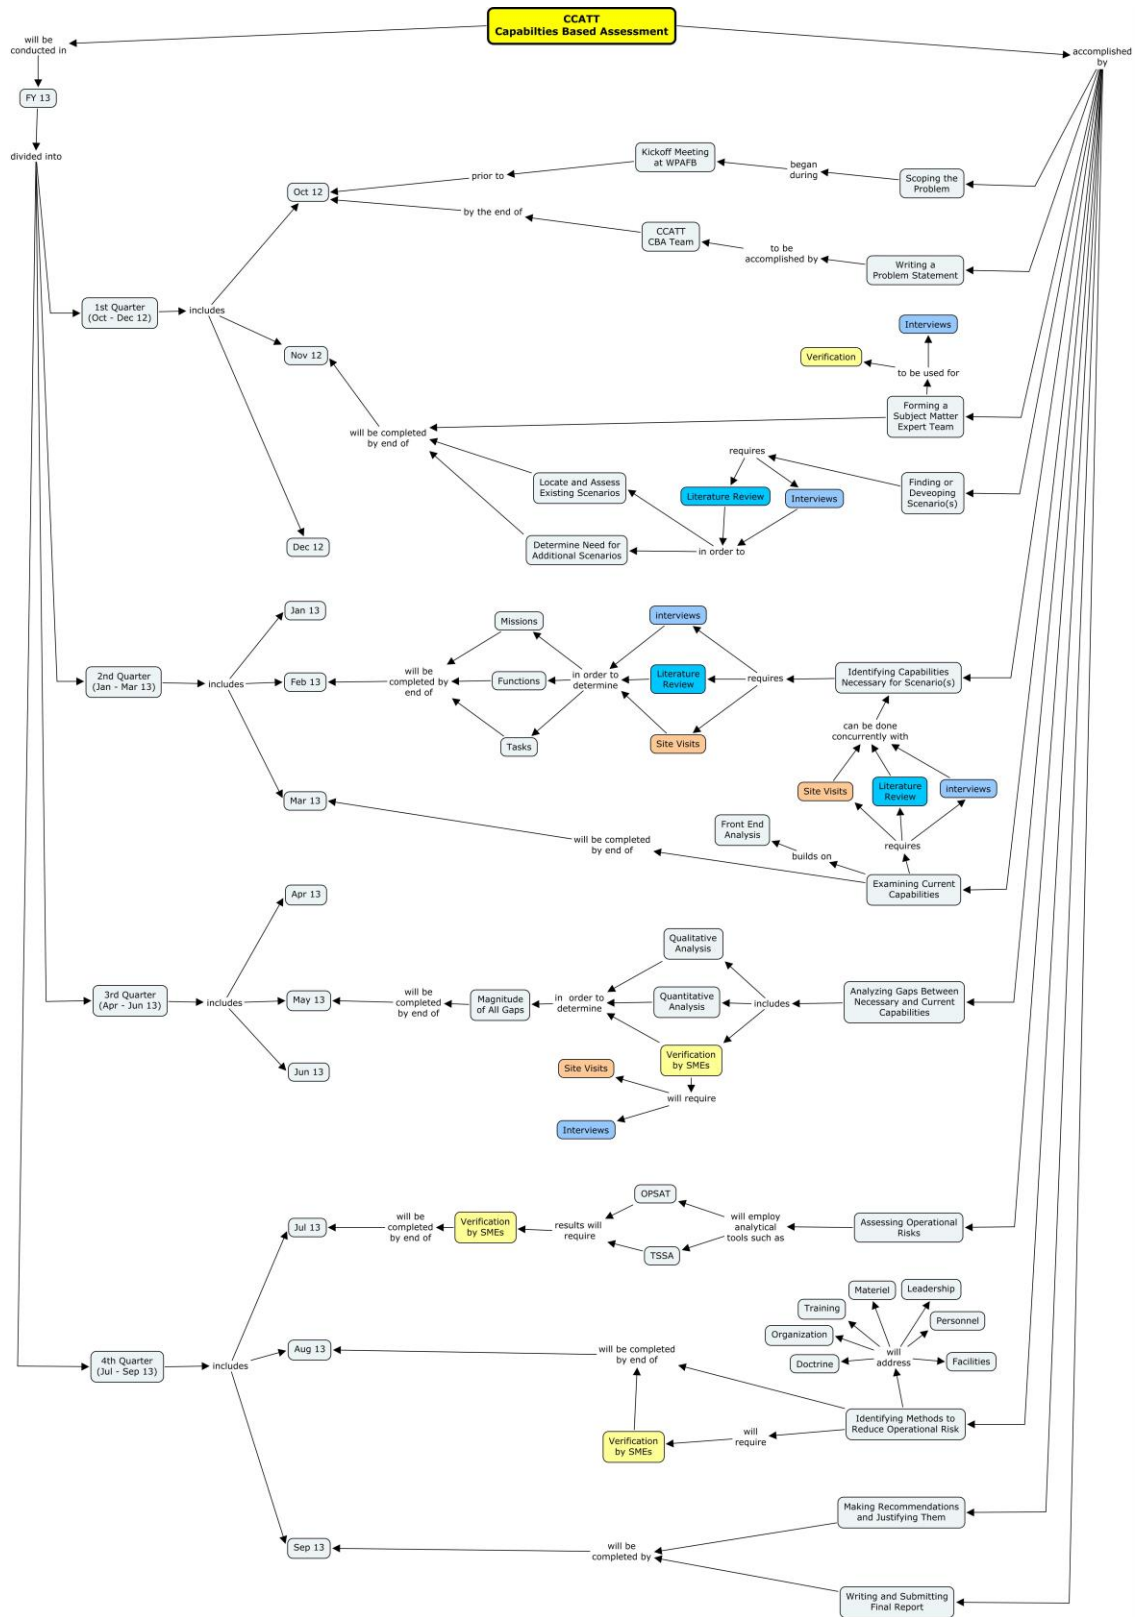 CCATT
Capabilties Based Assessment
will be
conducted in
accomplished
by
FY 13
divided into
Kickoff Meeting
at WPAFB
began
during
Scoping the
Problem
prior to
Oct 12
by the end of
CCATT
CBA Team
to be
accomplished by
Writing a
Problem Statement
1st Quarter
(Oct - Dec 12)
includes
Interviews
Verification
to be used for
Nov 12
Forming a
Subject Matter
Expert Team
will be completed
by end of
requires
Locate and Assess
Existing Scenarios
Literature Review
Interviews
Finding or
Deveoping
Scenario(s)
Dec 12
Determine Need for
Additional Scenarios
in order to
Jan 13
Missions
interviews
2nd Quarter
(Jan - Mar 13)
includes
Feb 13
will be
completed by
end of
Functions
in order to
determine
Literature
Review
requires
Identifying Capabilities
Necessary for Scenario(s)
Tasks
Site Visits
can be done
concurrently with
Mar 13
Site Visits
Literature
Review
interviews
Front End
Analysis
will be completed
by end of
requires
builds on
Examining Current
Capabilities
Apr 13
Qualitative
Analysis
3rd Quarter
(Apr - Jun 13)
includes
May 13
will be
completed
by end of
Magnitude
of All Gaps
in  order to
determine
Quantitative
Analysis
includes
Analyzing Gaps Between
Necessary and Current
Capabilities
Jun 13
Verification
by SMEs
Site Visits
will require
Interviews
OPSAT
Jul 13
will be
completed
by end of
Verification
by SMEs
results will
require
will employ
analytical
tools such as
Assessing Operational
Risks
TSSA
Materiel
Leadership
Training
Personnel
Organization
will
address
Doctrine
Facilities
4th Quarter
(Jul - Sep 13)
includes
Aug 13
will be completed
by end of
Identifying Methods to
Reduce Operational Risk
Verification
by SMEs
will
require
Making Recommendations
and Justifying Them
Sep 13
will be
completed by
Writing and Submitting
Final Report